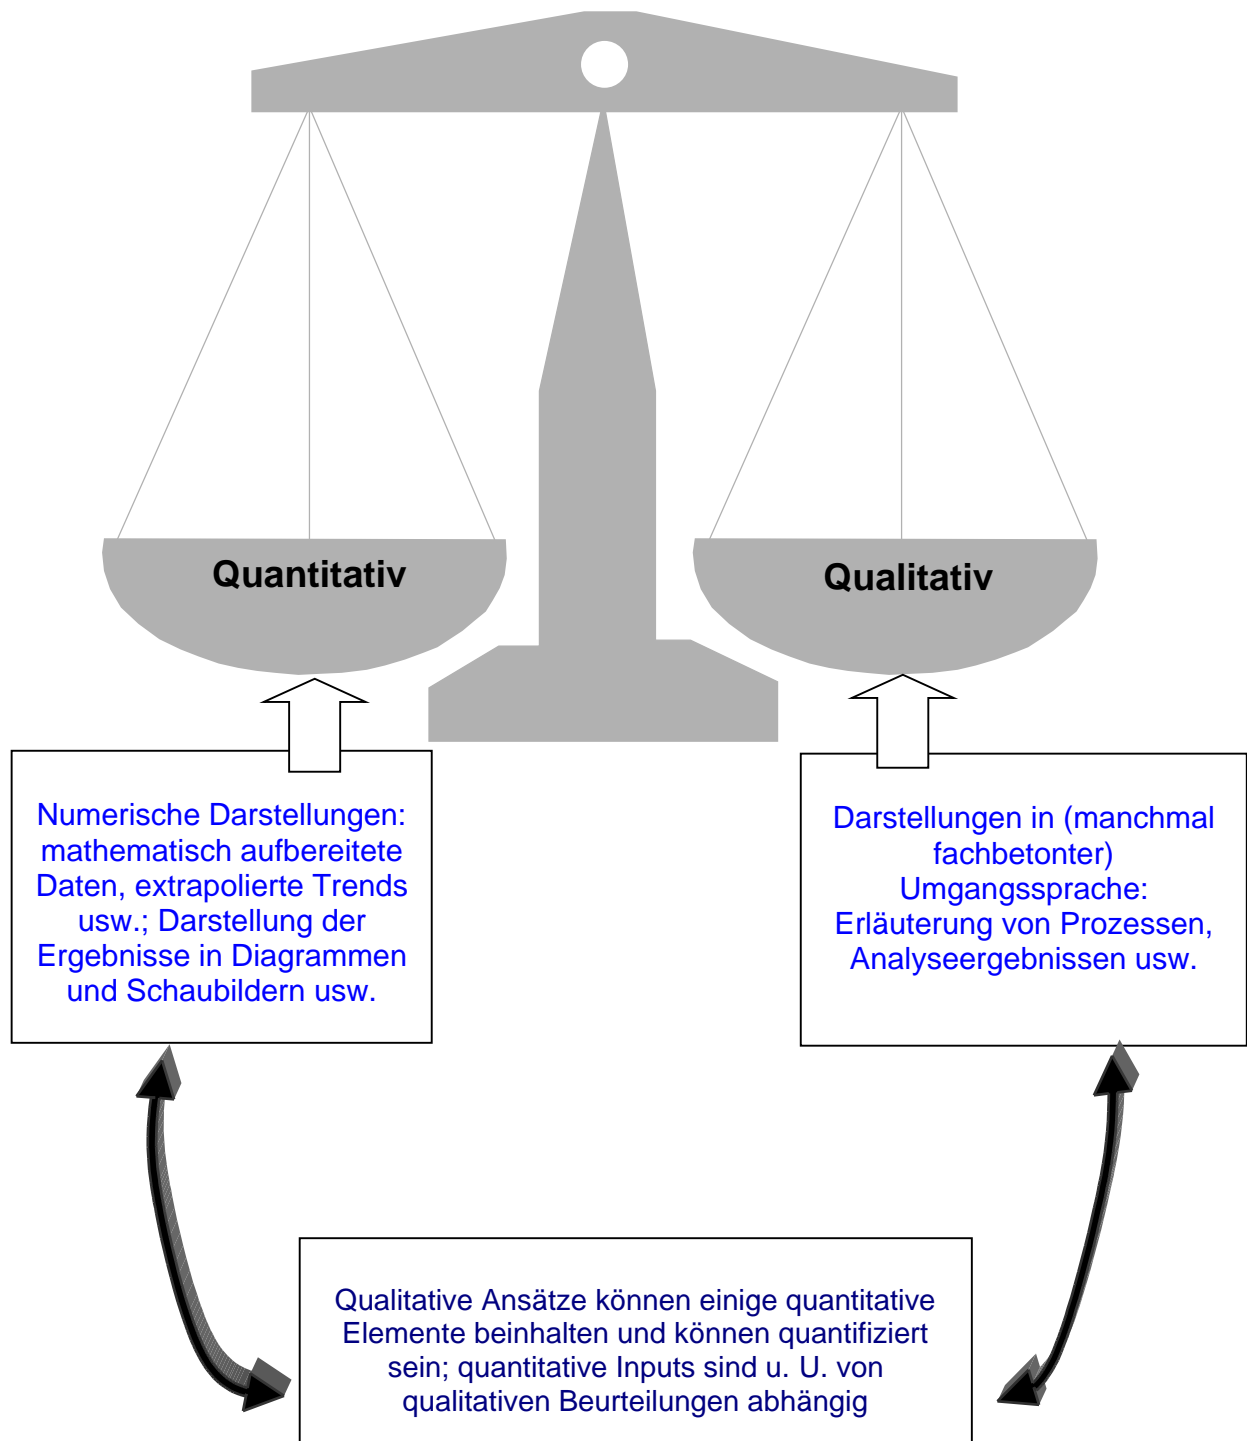 Quantitativ
Qualitativ
Numerische Darstellungen:
mathematisch aufbereitete
Daten, extrapolierte Trends
usw.; Darstellung der
Ergebnisse in Diagrammen
und Schaubildern usw.
Darstellungen in (manchmal
fachbetonter)
Umgangssprache:
Erläuterung von Prozessen,
Analyseergebnissen usw.
Qualitative Ansätze können einige quantitative
Elemente beinhalten und können quantifiziert
sein; quantitative Inputs sind u. U. von
qualitativen Beurteilungen abhängig